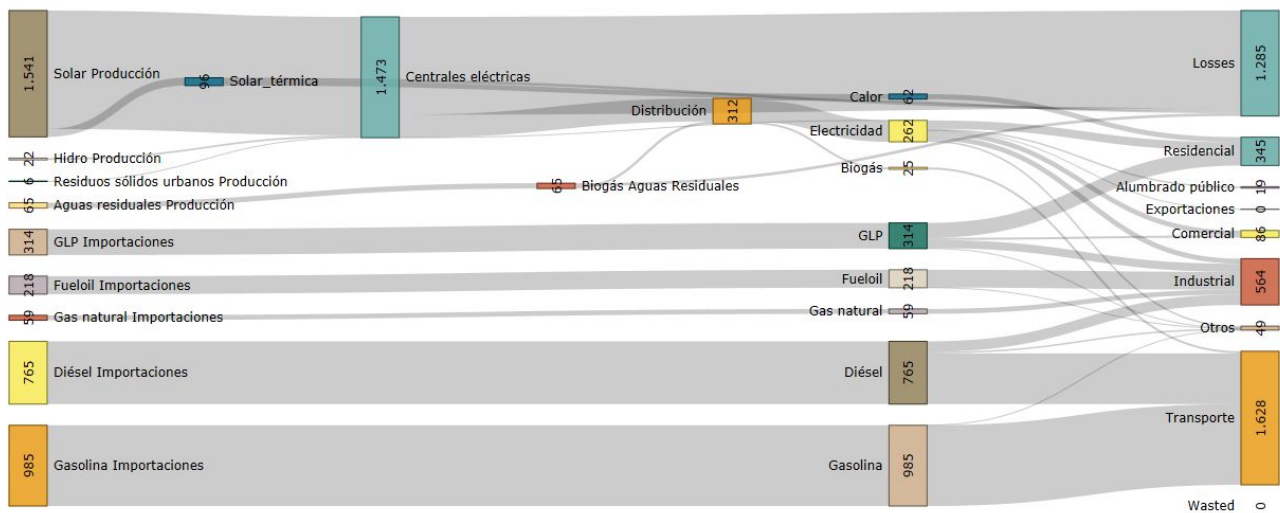 1.541
Solar Producción
96
Solar_térmica
1.473
Centrales eléctricas
22
Hidro Producción
6
Residuos sólidos urbanos Producción
65
Aguas residuales Producción
65
Biogás Aguas Residuales
Distribución
312
314
GLP Importaciones
218
Fueloil Importaciones
59
Gas natural Importaciones
765
Diésel Importaciones
985
Gasolina Importaciones
Calor
62
Electricidad
262
Biogás
25
GLP
314
Fueloil
218
Gas natural
59
Diésel
765
Gasolina
985
Losses
1.285
Residencial
345
Alumbrado público
19
Exportaciones
0
Comercial
86
Industrial
564
Otros
49
Transporte
1.628
Wasted
0